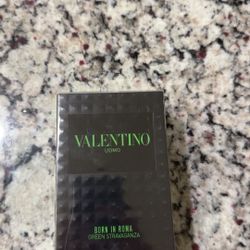 VALENTINO
UOMO
BORN IN ROMA
GREEN STRAVAGANZA